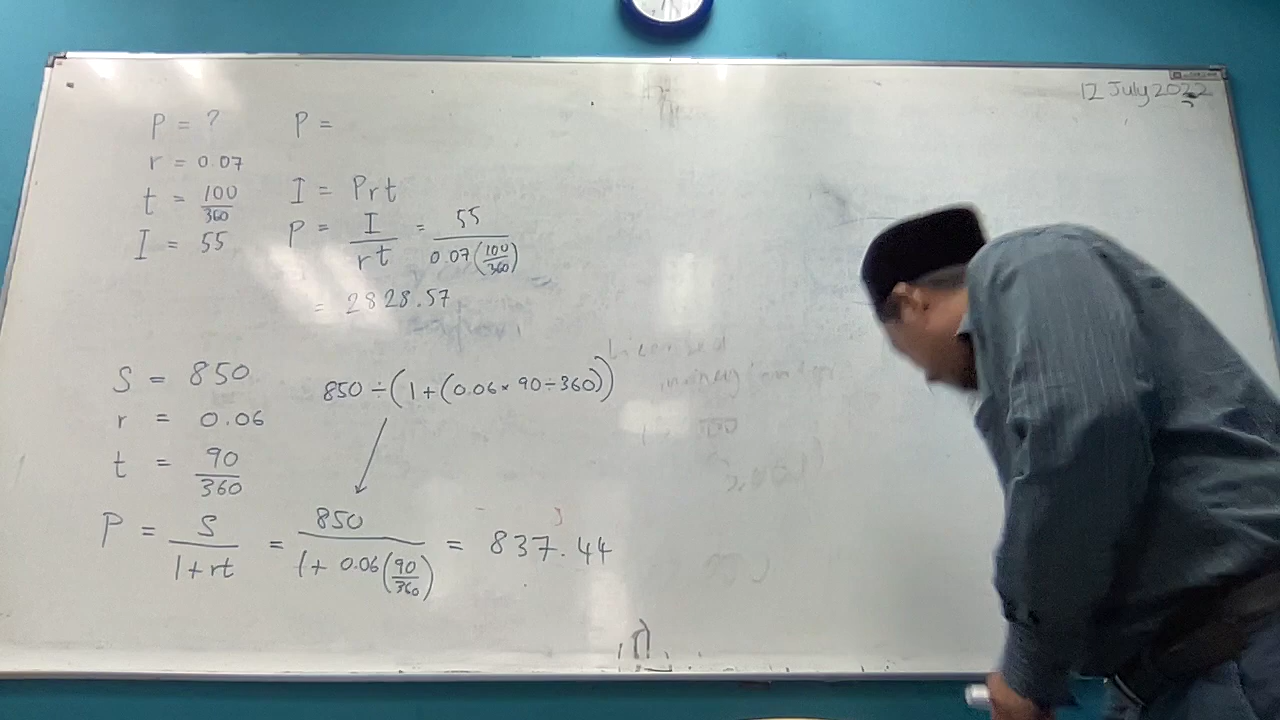 12 July 2022
P = ?
r = 0.07
t = 100/360
I = 55
P =
I = Prt
P = I/rt = 55/0.07(100/360)
= 2828.57
S = 850
r = 0.06
t = 90/360
850 ÷ (1 + (0.06 × 90 ÷ 360))
P = S/1+rt = 850/1 + 0.06(90/360) = 837.44